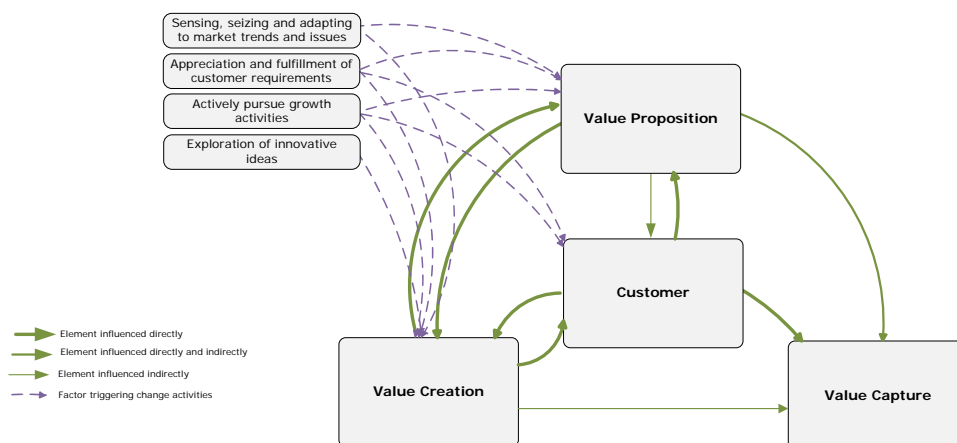 Sensing, seizing and adapting
to market trends and issues
Appreciation and fulfillment of
customer requirements
Actively pursue growth
activities
Exploration of innovative
ideas
Value Proposition
Customer
Value Creation
Value Capture
Element influenced directly
Element influenced directly and indirectly
Element influenced indirectly
Factor triggering change activities